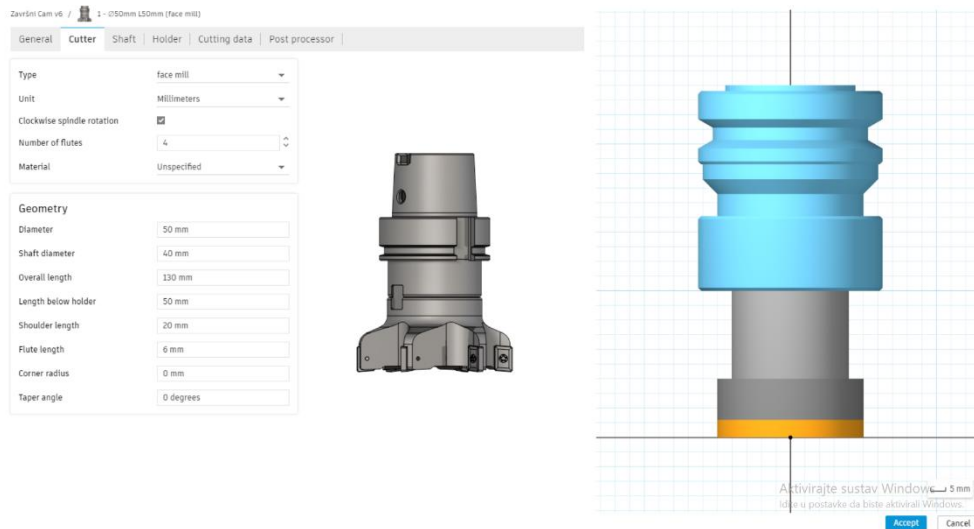 Završni Cam v6 / 1 - Ø50mm L50mm (face mill)
General Cutter Shaft Holder Cutting data Post processor
Type face mill
Unit Millimeters
Clockwise spindle rotation
Number of flutes 4
Material Unspecified
Geometry
Diameter 50 mm
Shaft diameter 40 mm
Overall length 130 mm
Length below holder 50 mm
Shoulder length 20 mm
Flute length 6 mm
Corner radius 0 mm
Taper angle 0 degrees
Aktivirajte sustav Windows 5 mm
Idite u postavke da biste aktivirali Windows.
Accept Cancel